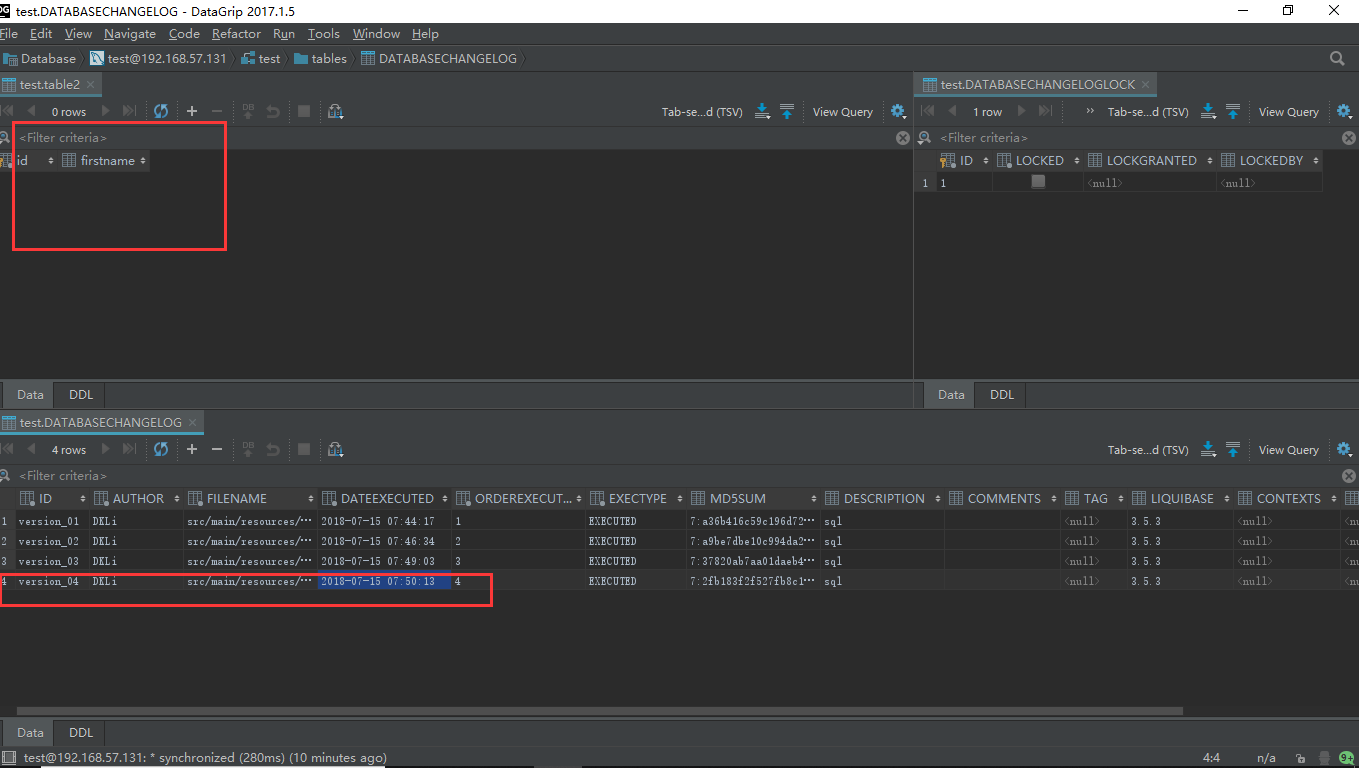 test.DATABASECHANGELOG - DataGrip 2017.1.5
File Edit View Navigate Code Refactor Run Tools Window Help
Database test@192.168.57.131 test tables DATABASECHANGELOG
test.table2
0 rows Tab-se...d (TSV) View Query
<Filter criteria>
id firstname
Data DDL
test.DATABASECHANGELOGLOCK
1 row » Tab-se...d (TSV) View Query
<Filter criteria>
ID LOCKED LOCKGRANTED LOCKEDBY
1 1 <null> <null>
Data DDL
test.DATABASECHANGELOG
4 rows Tab-se...d (TSV) View Query
<Filter criteria>
ID AUTHOR FILENAME DATEEXECUTED ORDEREXECUT... EXECTYPE MD5SUM DESCRIPTION COMMENTS TAG LIQUIBASE CONTEXTS
1 version_01 DKLi src/main/resources/… 2018-07-15 07:44:17 1 EXECUTED 7:a36b416c59c196d72… sql <null> 3.5.3 <null>
2 version_02 DKLi src/main/resources/… 2018-07-15 07:46:34 2 EXECUTED 7:a9be7dbe10c994da2… sql <null> 3.5.3 <null>
3 version_03 DKLi src/main/resources/… 2018-07-15 07:49:03 3 EXECUTED 7:37820ab7aa01daeb4… sql <null> 3.5.3 <null>
4 version_04 DKLi src/main/resources/… 2018-07-15 07:50:13 4 EXECUTED 7:2fb183f2f527fb8c1… sql <null> 3.5.3 <null>
Data DDL
test@192.168.57.131: * synchronized (280ms) (10 minutes ago) 4:4 n/a 9+